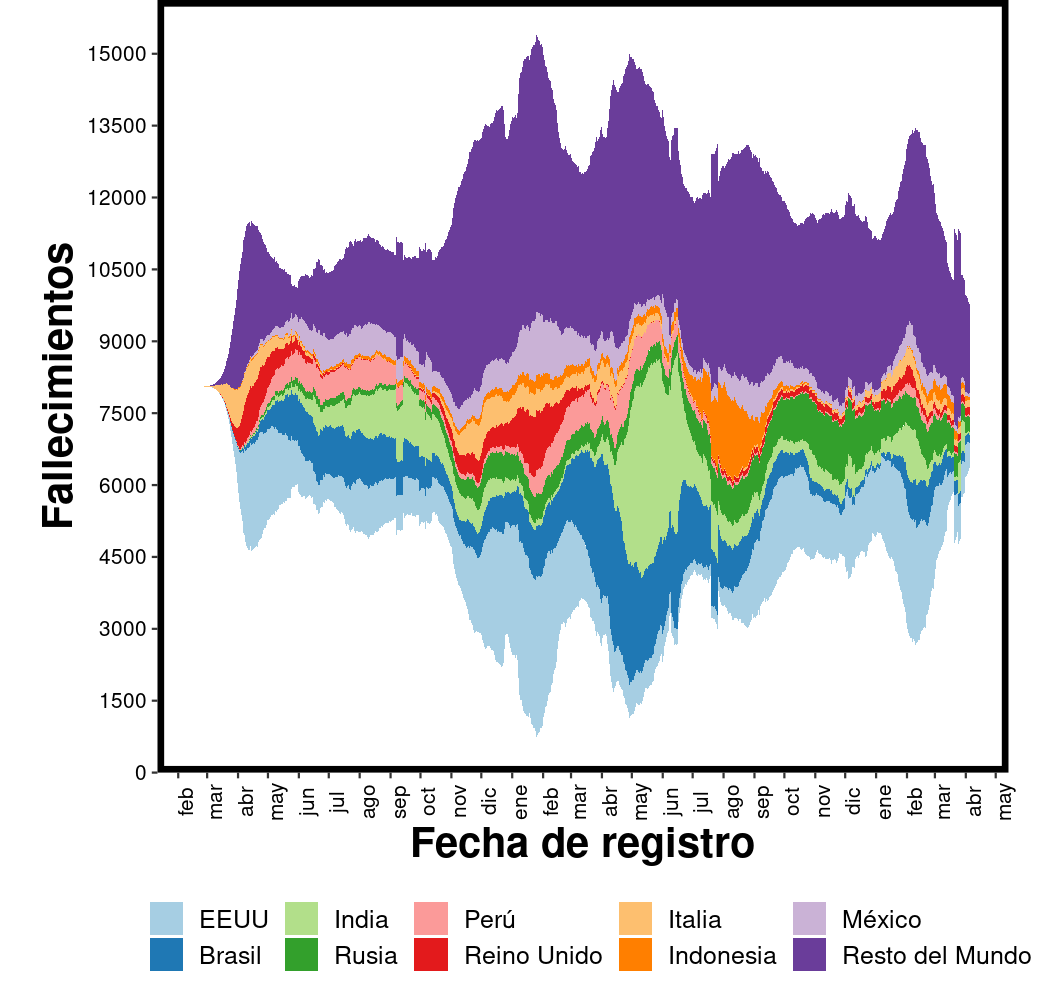 Fallecimientos
15000
13500
12000
10500
9000
7500
6000
4500
3000
1500
0
feb mar abr may jun jul ago sep oct nov dic ene feb mar abr may jun jul ago sep oct nov dic ene feb mar abr may
Fecha de registro
EEUU India Perú Italia México
Brasil Rusia Reino Unido Indonesia Resto del Mundo